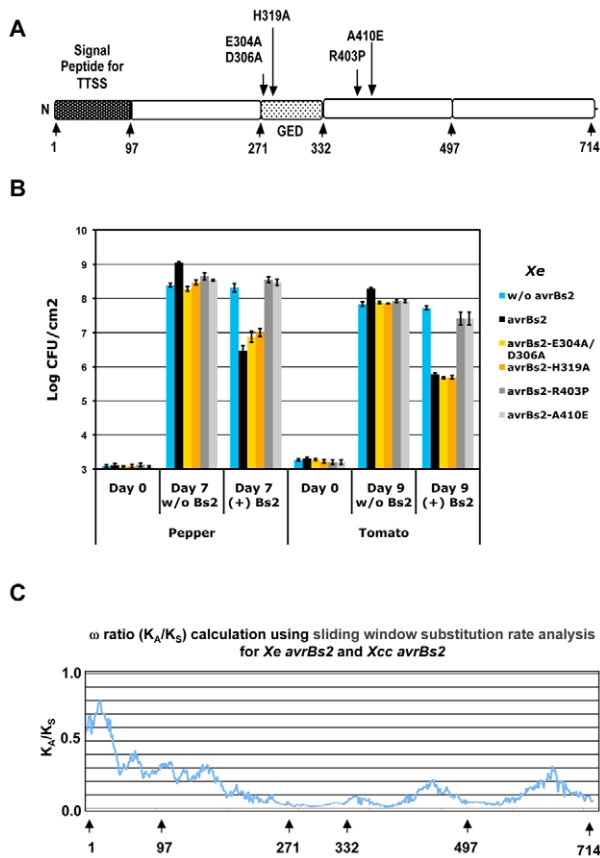 A
H319A
E304A
D306A
A410E
R403P
Signal
Peptide for
TTSS
N
GED
1 97 271 332 497 714
B
Log CFU/cm2
10
9
8
7
6
5
4
3
Xe
w/o avrBs2
avrBs2
avrBs2-E304A/
D306A
avrBs2-H319A
avrBs2-R403P
avrBs2-A410E
Day 0 Day 7 Day 7 Day 0 Day 9 Day 9
w/o Bs2 (+) Bs2 w/o Bs2 (+) Bs2
Pepper Tomato
C
ω ratio (KA/KS) calculation using sliding window substitution rate analysis
for Xe avrBs2 and Xcc avrBs2
KA/KS
1.0
0.5
0.0
1 97 271 332 497 714